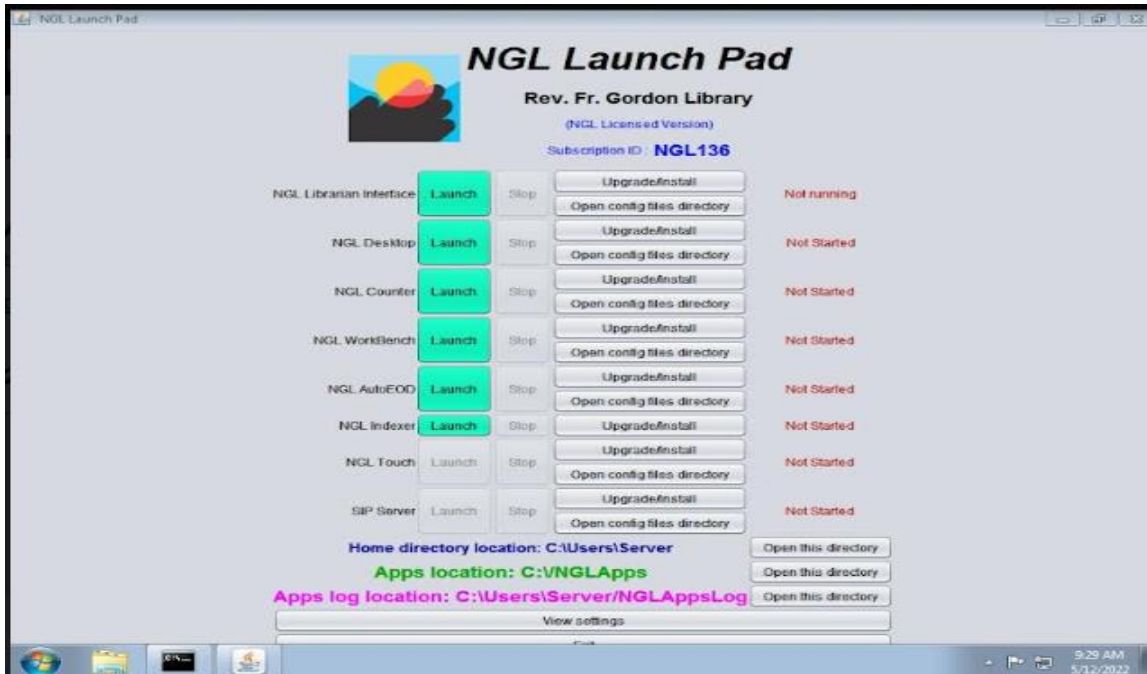 NGL Launch Pad
NGL Launch Pad
Rev. Fr. Gordon Library
(NGL Licensed Version)
Subscription ID : NGL136
NGL Librarian Interface Launch Stop Upgrade/Install Not running
Open config files directory
NGL Desktop Launch Stop Upgrade/Install Not Started
Open config files directory
NGL Counter Launch Stop Upgrade/Install Not Started
Open config files directory
NGL WorkBench Launch Stop Upgrade/Install Not Started
Open config files directory
NGL AutoEOD Launch Stop Upgrade/Install Not Started
Open config files directory
NGL Indexer Launch Stop Upgrade/Install Not Started
NGL Touch Launch Stop Upgrade/Install Not Started
Open config files directory
SIP Server Launch Stop Upgrade/Install Not Started
Open config files directory
Home directory location: C:\Users\Server Open this directory
Apps location: C:\/NGLApps Open this directory
Apps log location: C:\Users\Server/NGLAppsLog Open this directory
View settings
Exit
9:29 AM
5/12/2022